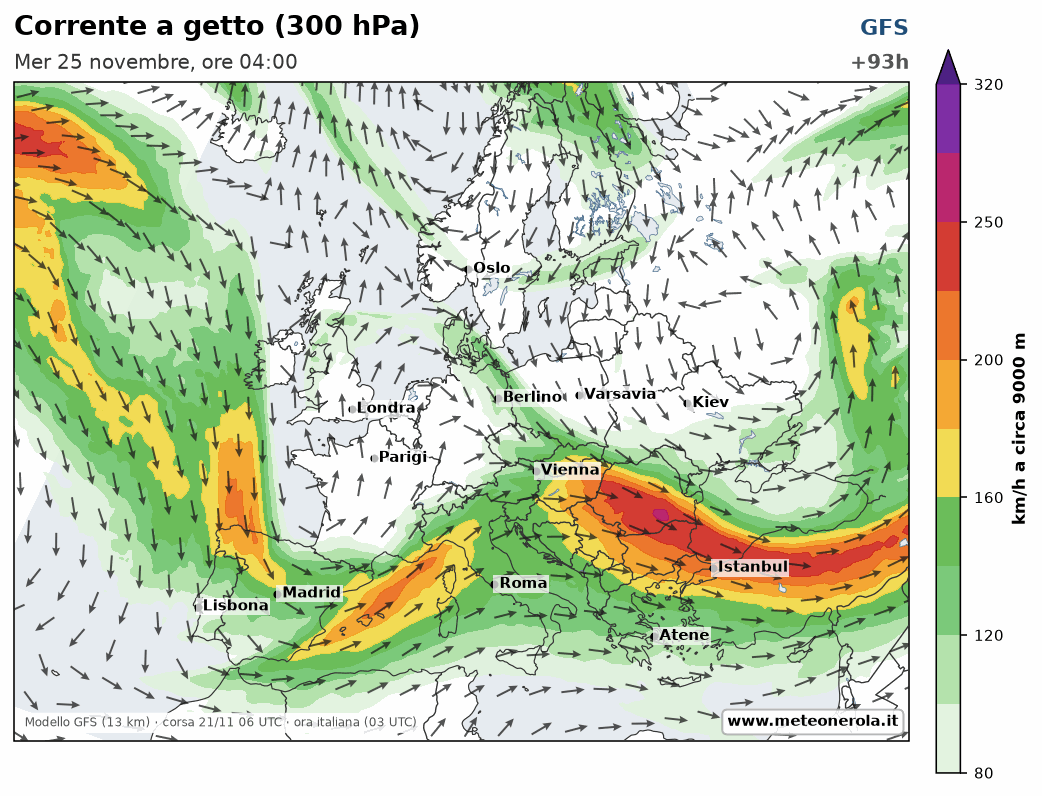 Corrente a getto (300 hPa)
GFS
Mer 25 novembre, ore 04:00
+93h
320
250
200
160
120
80
km/h a circa 9000 m
Oslo
Londra
Berlino
Varsavia
Kiev
Parigi
Vienna
Istanbul
Madrid
Roma
Lisbona
Atene
Modello GFS (13 km) · corsa 21/11 06 UTC · ora italiana (03 UTC)
www.meteonerola.it